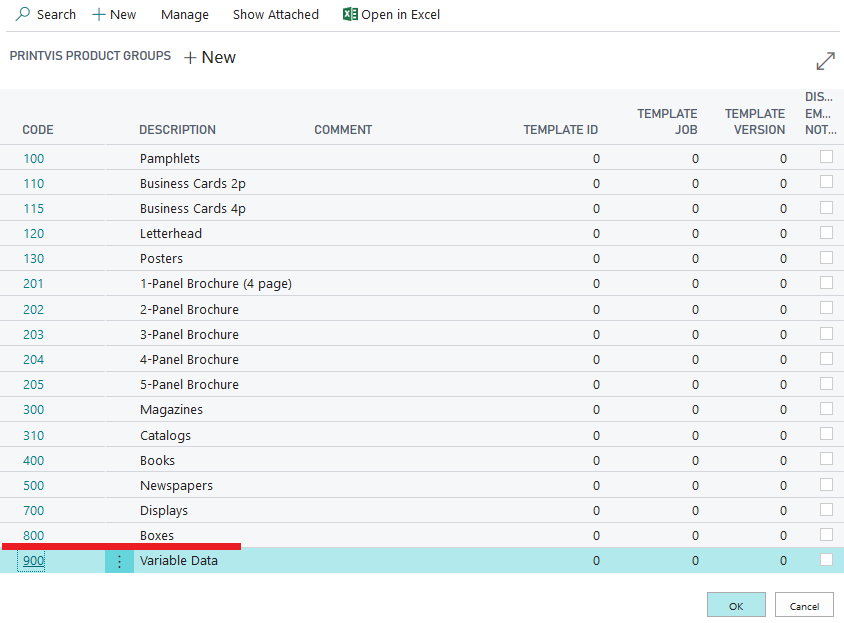 Search New Manage Show Attached Open in Excel
PRINTVIS PRODUCT GROUPS + New
CODE DESCRIPTION COMMENT TEMPLATE ID TEMPLATE JOB TEMPLATE VERSION DIS... EM... NOT...
100 Pamphlets 0 0 0
110 Business Cards 2p 0 0 0
115 Business Cards 4p 0 0 0
120 Letterhead 0 0 0
130 Posters 0 0 0
201 1-Panel Brochure (4 page) 0 0 0
202 2-Panel Brochure 0 0 0
203 3-Panel Brochure 0 0 0
204 4-Panel Brochure 0 0 0
205 5-Panel Brochure 0 0 0
300 Magazines 0 0 0
310 Catalogs 0 0 0
400 Books 0 0 0
500 Newspapers 0 0 0
700 Displays 0 0 0
800 Boxes 0 0 0
900 Variable Data 0 0 0
OK Cancel